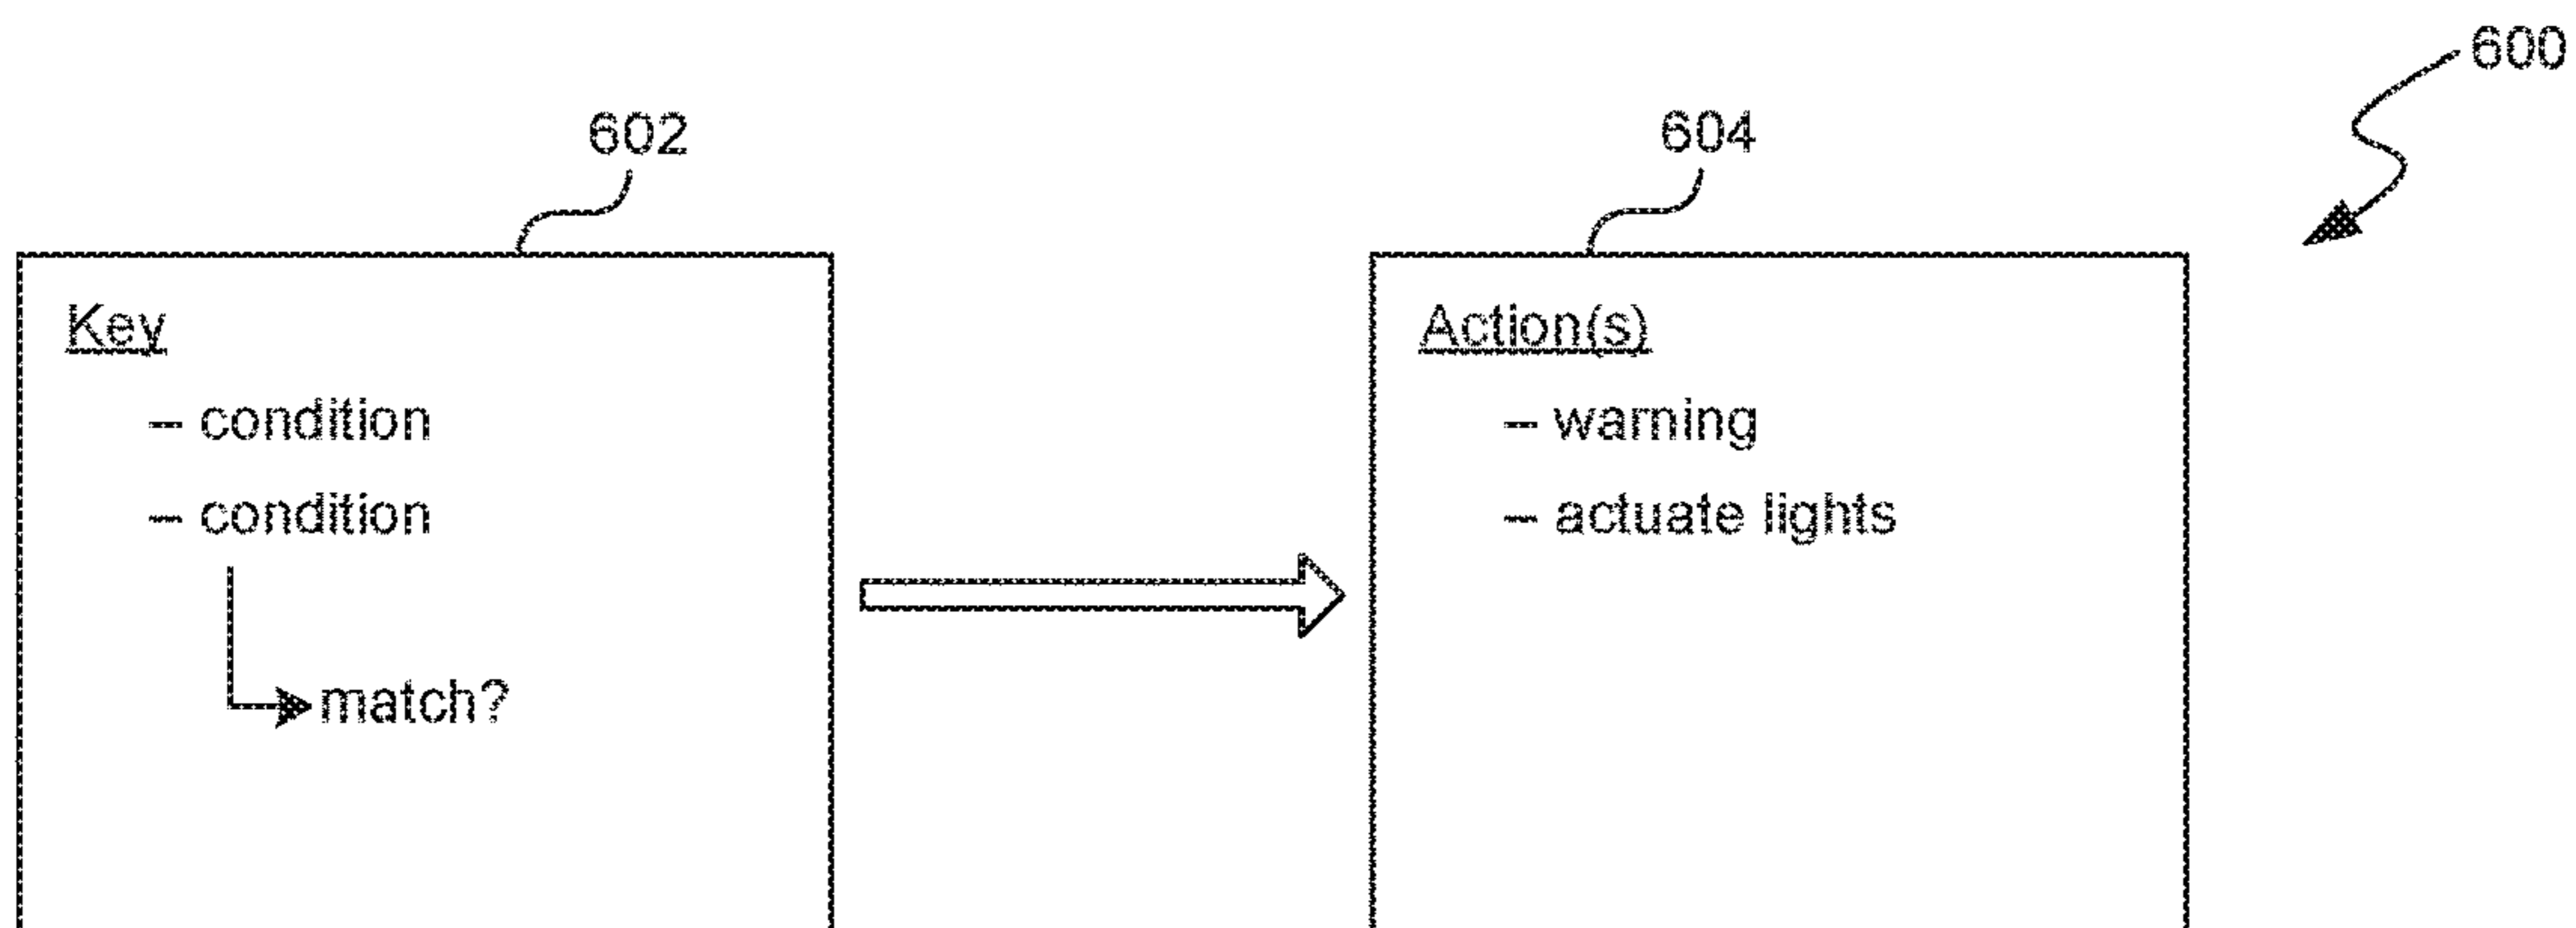 600
602
604
Key
– condition
– condition
match?
Action(s)
– warning
– actuate lights